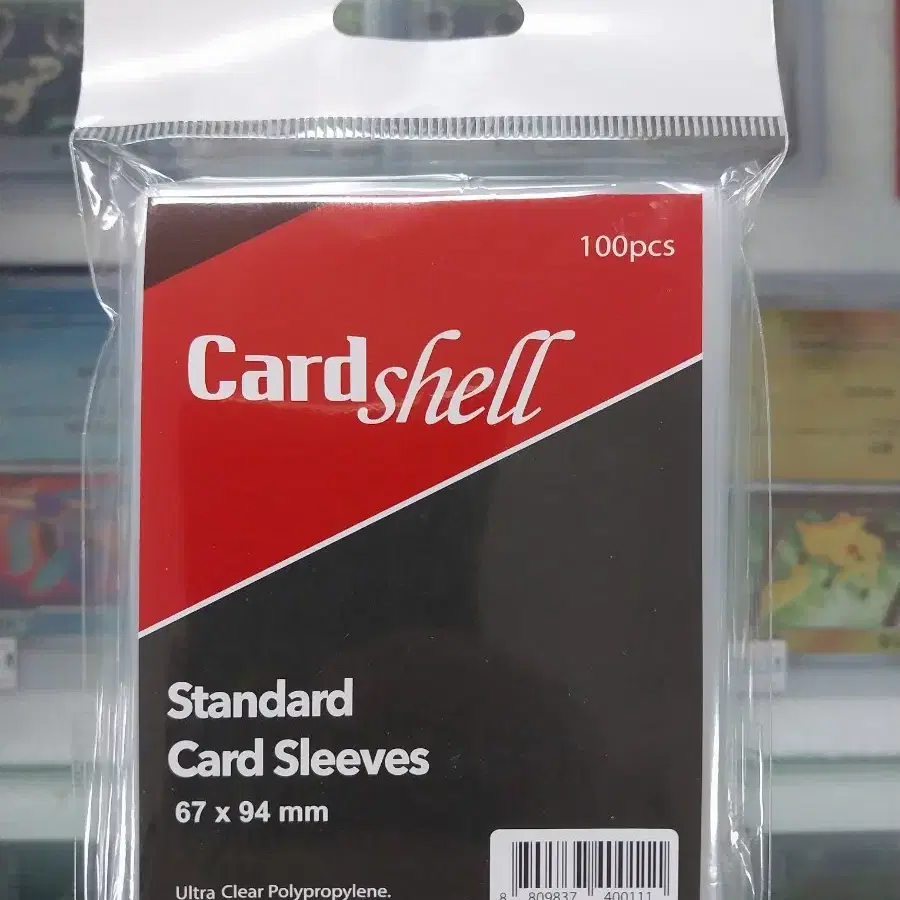 100pcs
Cardshell
Standard
Card Sleeves
67 x 94 mm
Ultra Clear Polypropylene.
8 809837 400111